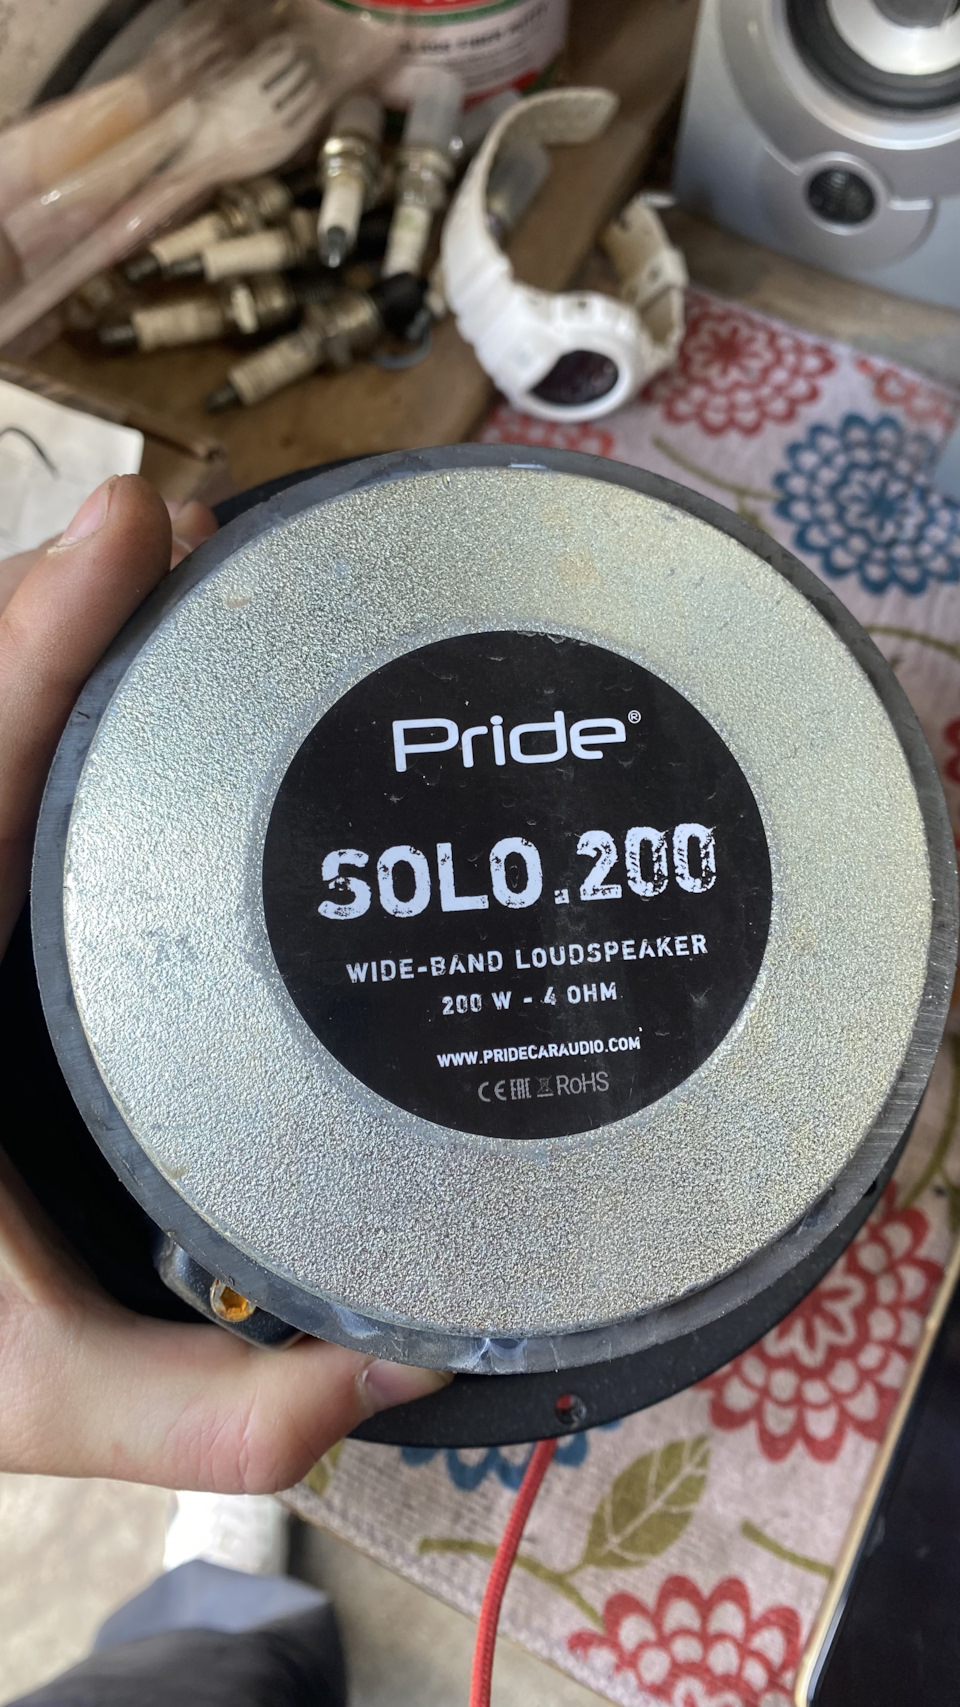 Pride®
SOLO.200
WIDE-BAND LOUDSPEAKER
200 W - 4 OHM
WWW.PRIDECARAUDIO.COM
CE EAC RoHS